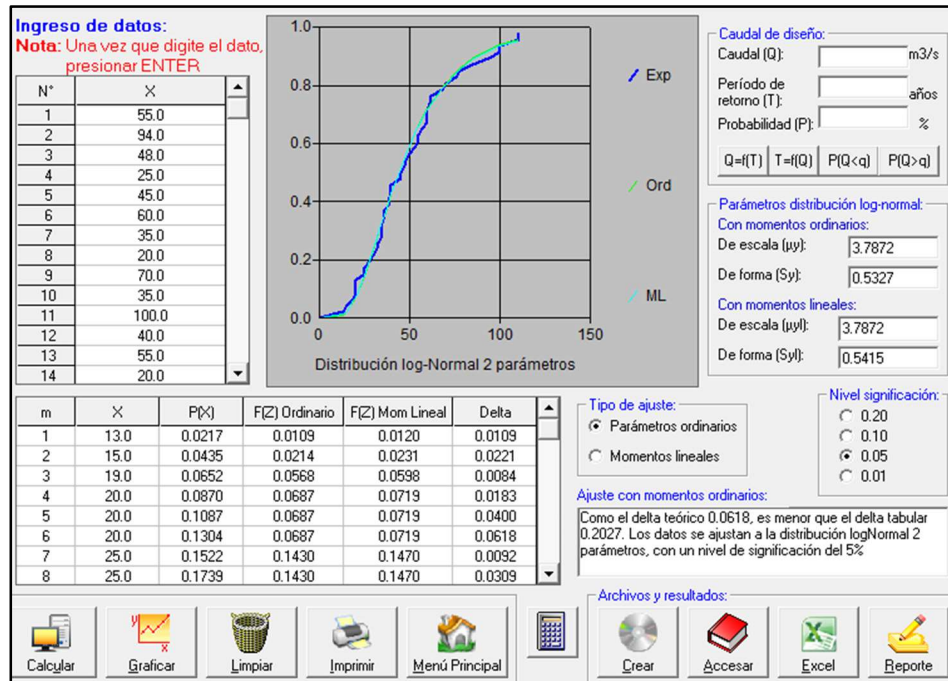 Ingreso de datos:
Nota: Una vez que digite el dato,
presionar ENTER
N° X
1 55.0
2 94.0
3 48.0
4 25.0
5 45.0
6 60.0
7 35.0
8 20.0
9 70.0
10 35.0
11 100.0
12 40.0
13 55.0
14 20.0
1.0
0.8
0.6
0.4
0.2
0.0
0 50 100 150
Distribución log-Normal 2 parámetros
Exp
Ord
ML
Caudal de diseño:
Caudal (Q): m3/s
Período de
retorno (T): años
Probabilidad (P): %
Q=f(T) T=f(Q) P(Q<q) P(Q>q)
Parámetros distribución log-normal:
Con momentos ordinarios:
De escala (μy): 3.7872
De forma (Sy): 0.5327
Con momentos lineales:
De escala (μyl): 3.7872
De forma (Syl): 0.5415
m X P(X) F(Z) Ordinario F(Z) Mom Lineal Delta
1 13.0 0.0217 0.0109 0.0120 0.0109
2 15.0 0.0435 0.0214 0.0231 0.0221
3 19.0 0.0652 0.0568 0.0598 0.0084
4 20.0 0.0870 0.0687 0.0719 0.0183
5 20.0 0.1087 0.0687 0.0719 0.0400
6 20.0 0.1304 0.0687 0.0719 0.0618
7 25.0 0.1522 0.1430 0.1470 0.0092
8 25.0 0.1739 0.1430 0.1470 0.0309
Tipo de ajuste:
Parámetros ordinarios
Momentos lineales
Nivel significación:
0.20
0.10
0.05
0.01
Ajuste con momentos ordinarios:
Como el delta teórico 0.0618, es menor que el delta tabular
0.2027. Los datos se ajustan a la distribución logNormal 2
parámetros, con un nivel de significación del 5%
Archivos y resultados:
Calcular Graficar Limpiar Imprimir Menú Principal Crear Accesar Excel Reporte